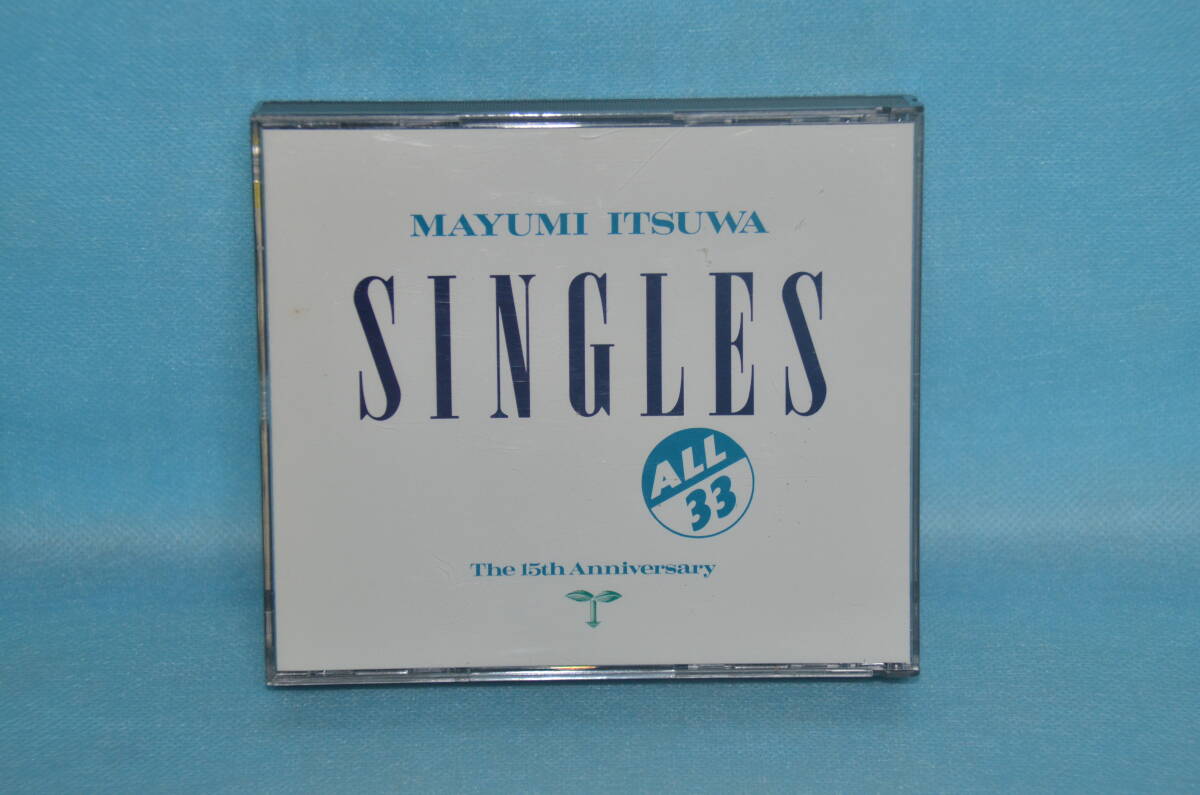 MAYUMI ITSUWA
SINGLES
ALL
33
The 15th Anniversary